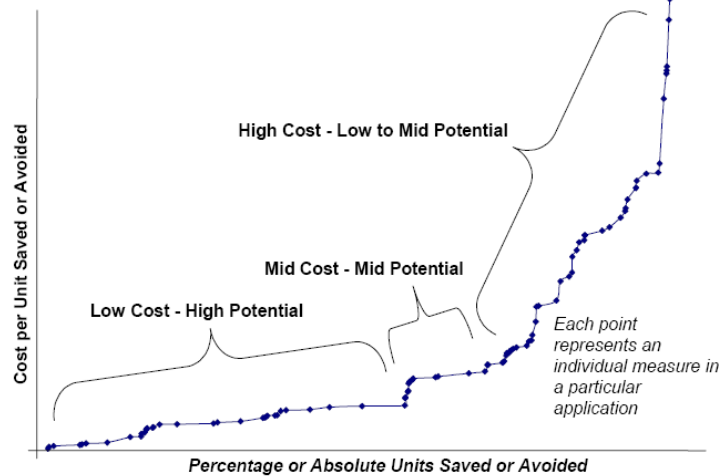 Cost per Unit Saved or Avoided
High Cost - Low to Mid Potential
Mid Cost - Mid Potential
Low Cost - High Potential
Each point
represents an
individual measure in
a particular
application
Percentage or Absolute Units Saved or Avoided